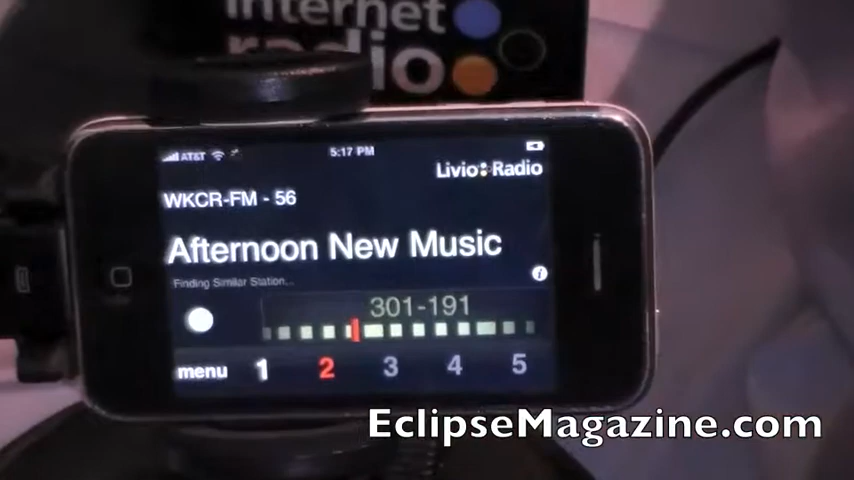 internet
radio
AT&T 5:17 PM
Livio Radio
WKCR-FM - 56
Afternoon New Music
Finding Similar Station...
301-191
menu 1 2 3 4 5
EclipseMagazine.com